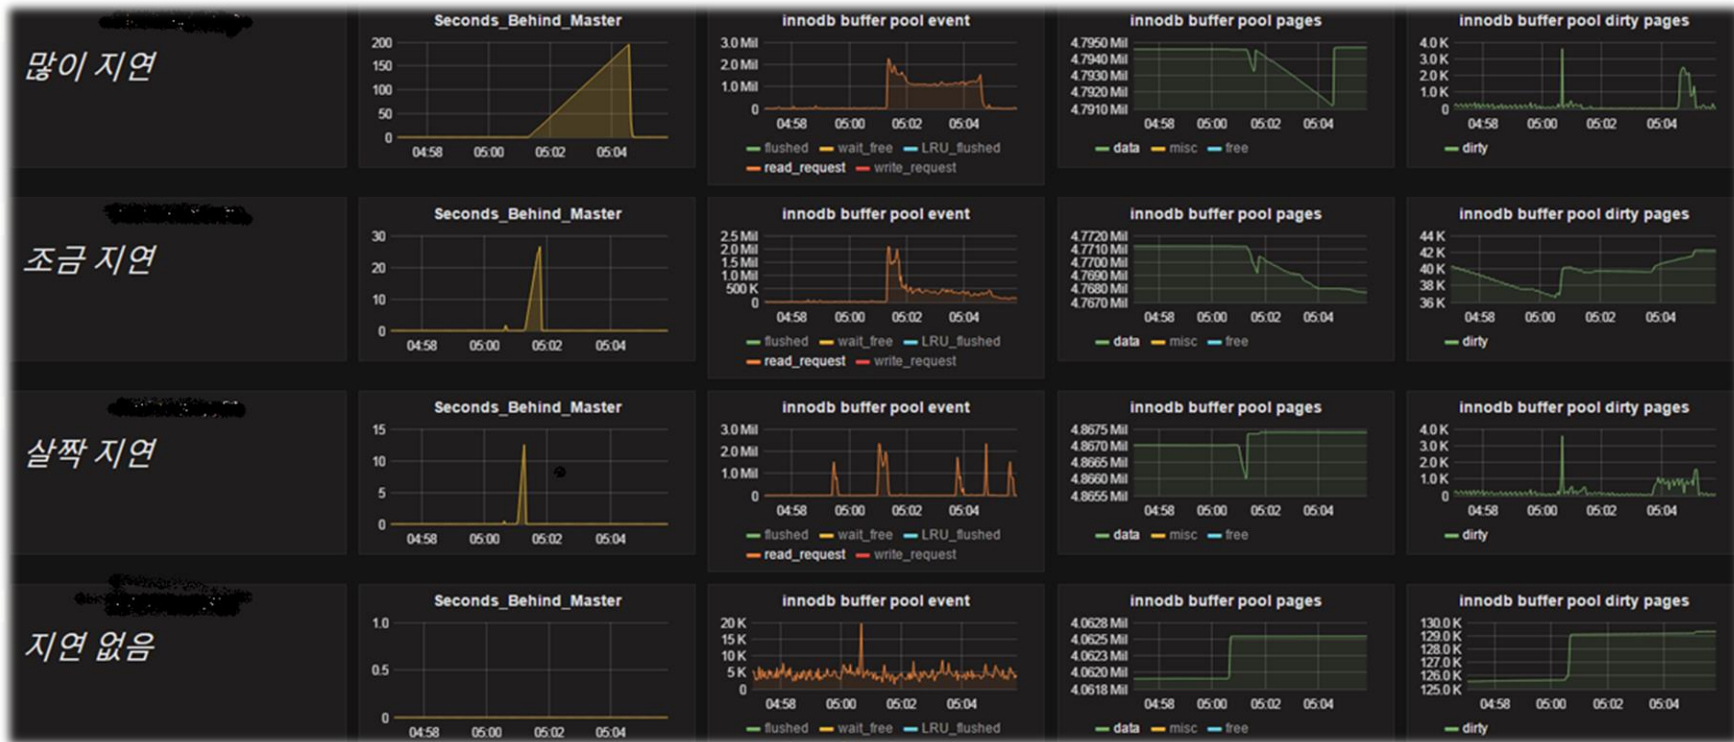 많이 지연
Seconds_Behind_Master
200
150
100
50
0
04:58 05:00 05:02 05:04
innodb buffer pool event
3.0 Mil
2.0 Mil
1.0 Mil
0
04:58 05:00 05:02 05:04
flushed wait_free LRU_flushed
read_request write_request
innodb buffer pool pages
4.7950 Mil
4.7940 Mil
4.7930 Mil
4.7920 Mil
4.7910 Mil
04:58 05:00 05:02 05:04
data misc free
innodb buffer pool dirty pages
4.0 K
3.0 K
2.0 K
1.0 K
0
04:58 05:00 05:02 05:04
dirty
조금 지연
Seconds_Behind_Master
30
20
10
0
04:58 05:00 05:02 05:04
innodb buffer pool event
2.5 Mil
2.0 Mil
1.5 Mil
1.0 Mil
500 K
0
04:58 05:00 05:02 05:04
flushed wait_free LRU_flushed
read_request write_request
innodb buffer pool pages
4.7720 Mil
4.7710 Mil
4.7700 Mil
4.7690 Mil
4.7680 Mil
4.7670 Mil
04:58 05:00 05:02 05:04
data misc free
innodb buffer pool dirty pages
44 K
42 K
40 K
38 K
36 K
04:58 05:00 05:02 05:04
dirty
살짝 지연
Seconds_Behind_Master
15
10
5
0
04:58 05:00 05:02 05:04
innodb buffer pool event
3.0 Mil
2.0 Mil
1.0 Mil
0
04:58 05:00 05:02 05:04
flushed wait_free LRU_flushed
read_request write_request
innodb buffer pool pages
4.8675 Mil
4.8670 Mil
4.8665 Mil
4.8660 Mil
4.8655 Mil
04:58 05:00 05:02 05:04
data misc free
innodb buffer pool dirty pages
4.0 K
3.0 K
2.0 K
1.0 K
0
04:58 05:00 05:02 05:04
dirty
지연 없음
Seconds_Behind_Master
1.0
0.5
0
04:58 05:00 05:02 05:04
innodb buffer pool event
20 K
15 K
10 K
5 K
0
04:58 05:00 05:02 05:04
flushed wait_free LRU_flushed
innodb buffer pool pages
4.0628 Mil
4.0625 Mil
4.0623 Mil
4.0620 Mil
4.0618 Mil
04:58 05:00 05:02 05:04
data misc free
innodb buffer pool dirty pages
130.0 K
129.0 K
128.0 K
127.0 K
126.0 K
125.0 K
04:58 05:00 05:02 05:04
dirty